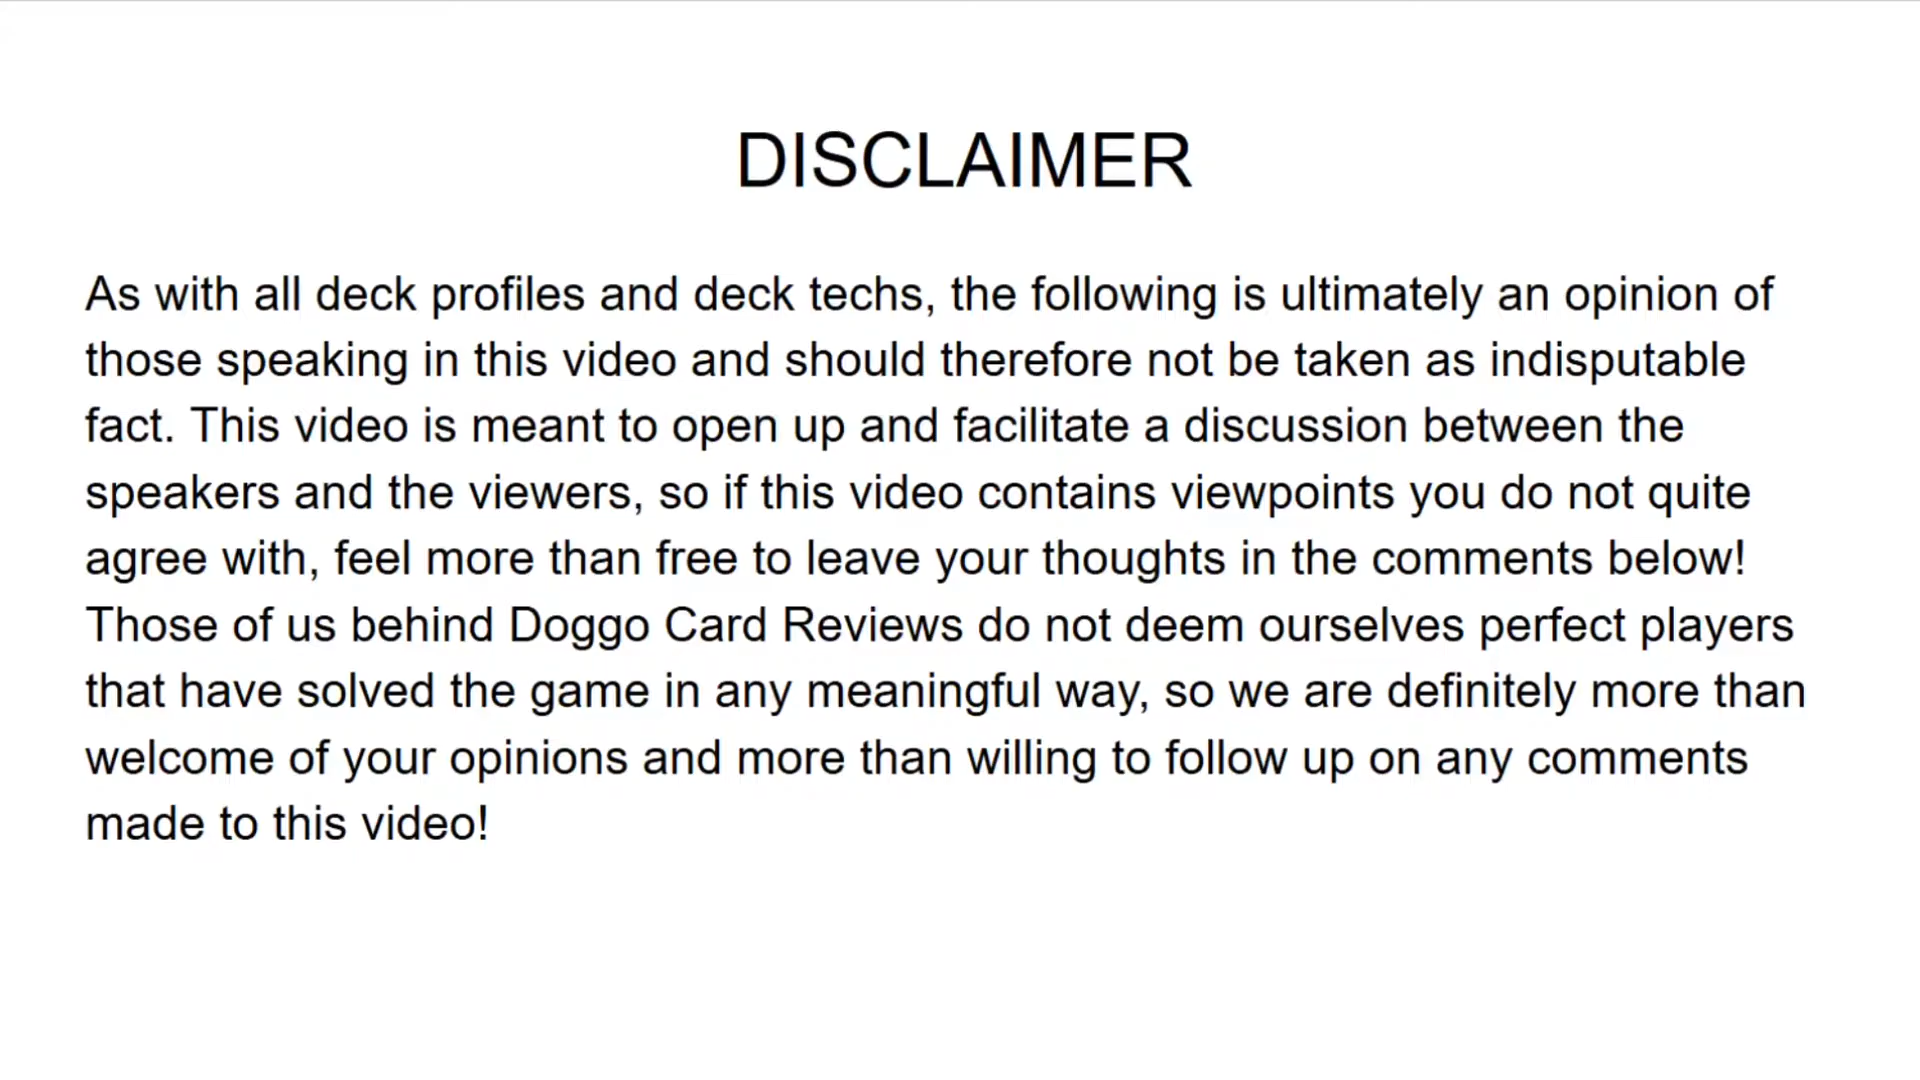 DISCLAIMER
As with all deck profiles and deck techs, the following is ultimately an opinion of
those speaking in this video and should therefore not be taken as indisputable
fact. This video is meant to open up and facilitate a discussion between the
speakers and the viewers, so if this video contains viewpoints you do not quite
agree with, feel more than free to leave your thoughts in the comments below!
Those of us behind Doggo Card Reviews do not deem ourselves perfect players
that have solved the game in any meaningful way, so we are definitely more than
welcome of your opinions and more than willing to follow up on any comments
made to this video!